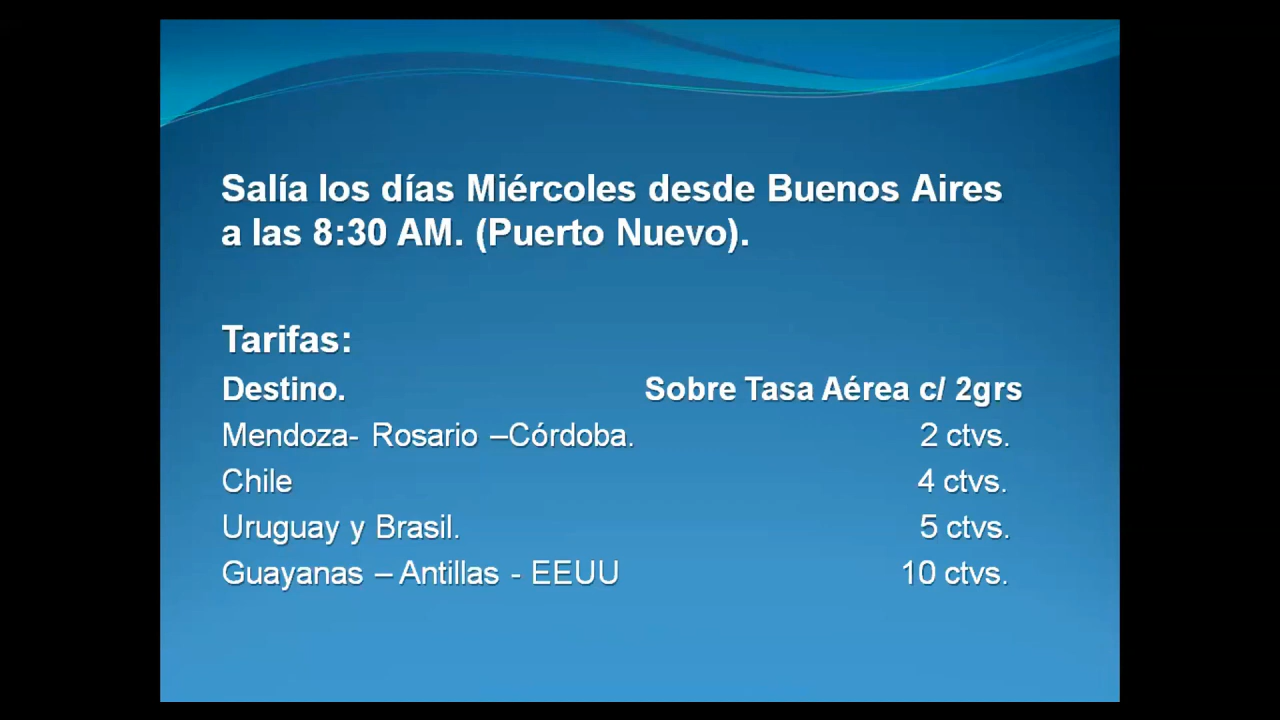 Salía los días Miércoles desde Buenos Aires
a las 8:30 AM. (Puerto Nuevo).
Tarifas:
Destino. Sobre Tasa Aérea c/ 2grs
Mendoza- Rosario –Córdoba. 2 ctvs.
Chile 4 ctvs.
Uruguay y Brasil. 5 ctvs.
Guayanas – Antillas - EEUU 10 ctvs.